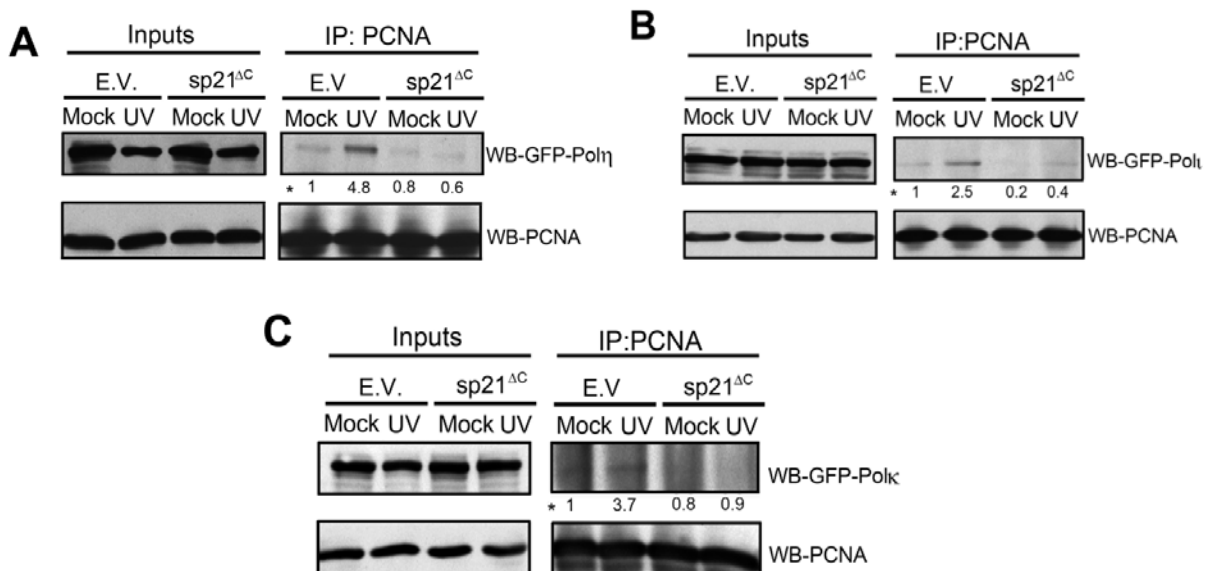 A
Inputs IP: PCNA
E.V. sp21ΔC E.V sp21ΔC
Mock UV Mock UV Mock UV Mock UV
WB-GFP-Polη
* 1 4.8 0.8 0.6
WB-PCNA
B
Inputs IP:PCNA
E.V. sp21ΔC E.V sp21ΔC
Mock UV Mock UV Mock UV Mock UV
WB-GFP-Polι
* 1 2.5 0.2 0.4
WB-PCNA
C
Inputs IP:PCNA
E.V. sp21ΔC E.V sp21ΔC
Mock UV Mock UV Mock UV Mock UV
WB-GFP-Polκ
* 1 3.7 0.8 0.9
WB-PCNA